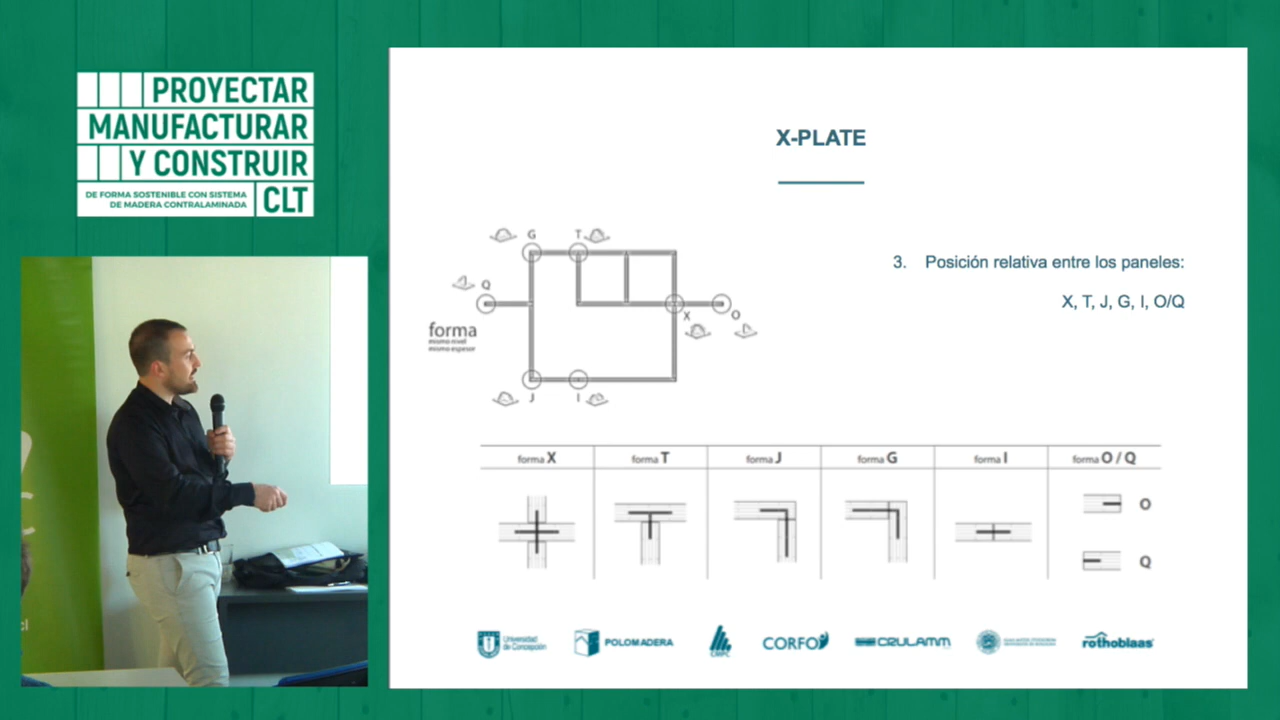 PROYECTAR
MANUFACTURAR
Y CONSTRUIR
DE FORMA SOSTENIBLE CON SISTEMA
DE MADERA CONTRALAMINADA
CLT
X-PLATE
3. Posición relativa entre los paneles:
X, T, J, G, I, O/Q
G
T
Q
X
O
forma
mismo nivel
mismo espesor
J
I
forma X
forma T
forma J
forma G
forma I
forma O / Q
O
Q
Universidad
de Concepción
POLOMADERA
CORFO
CRULAMM
rothoblaas
cl